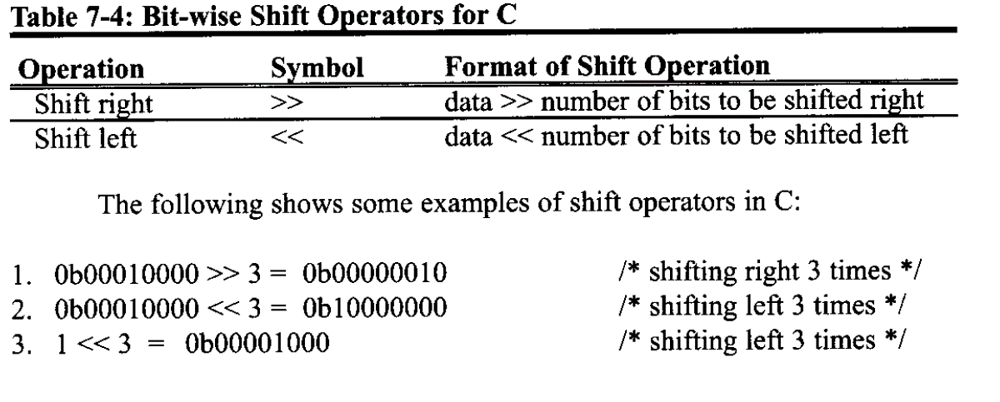 Table 7-4: Bit-wise Shift Operators for C
Operation Symbol Format of Shift Operation
Shift right >> data >> number of bits to be shifted right
Shift left << data << number of bits to be shifted left
The following shows some examples of shift operators in C:
1. 0b00010000 >> 3 = 0b00000010 /* shifting right 3 times */
2. 0b00010000 << 3 = 0b10000000 /* shifting left 3 times */
3. 1 << 3 = 0b00001000 /* shifting left 3 times */